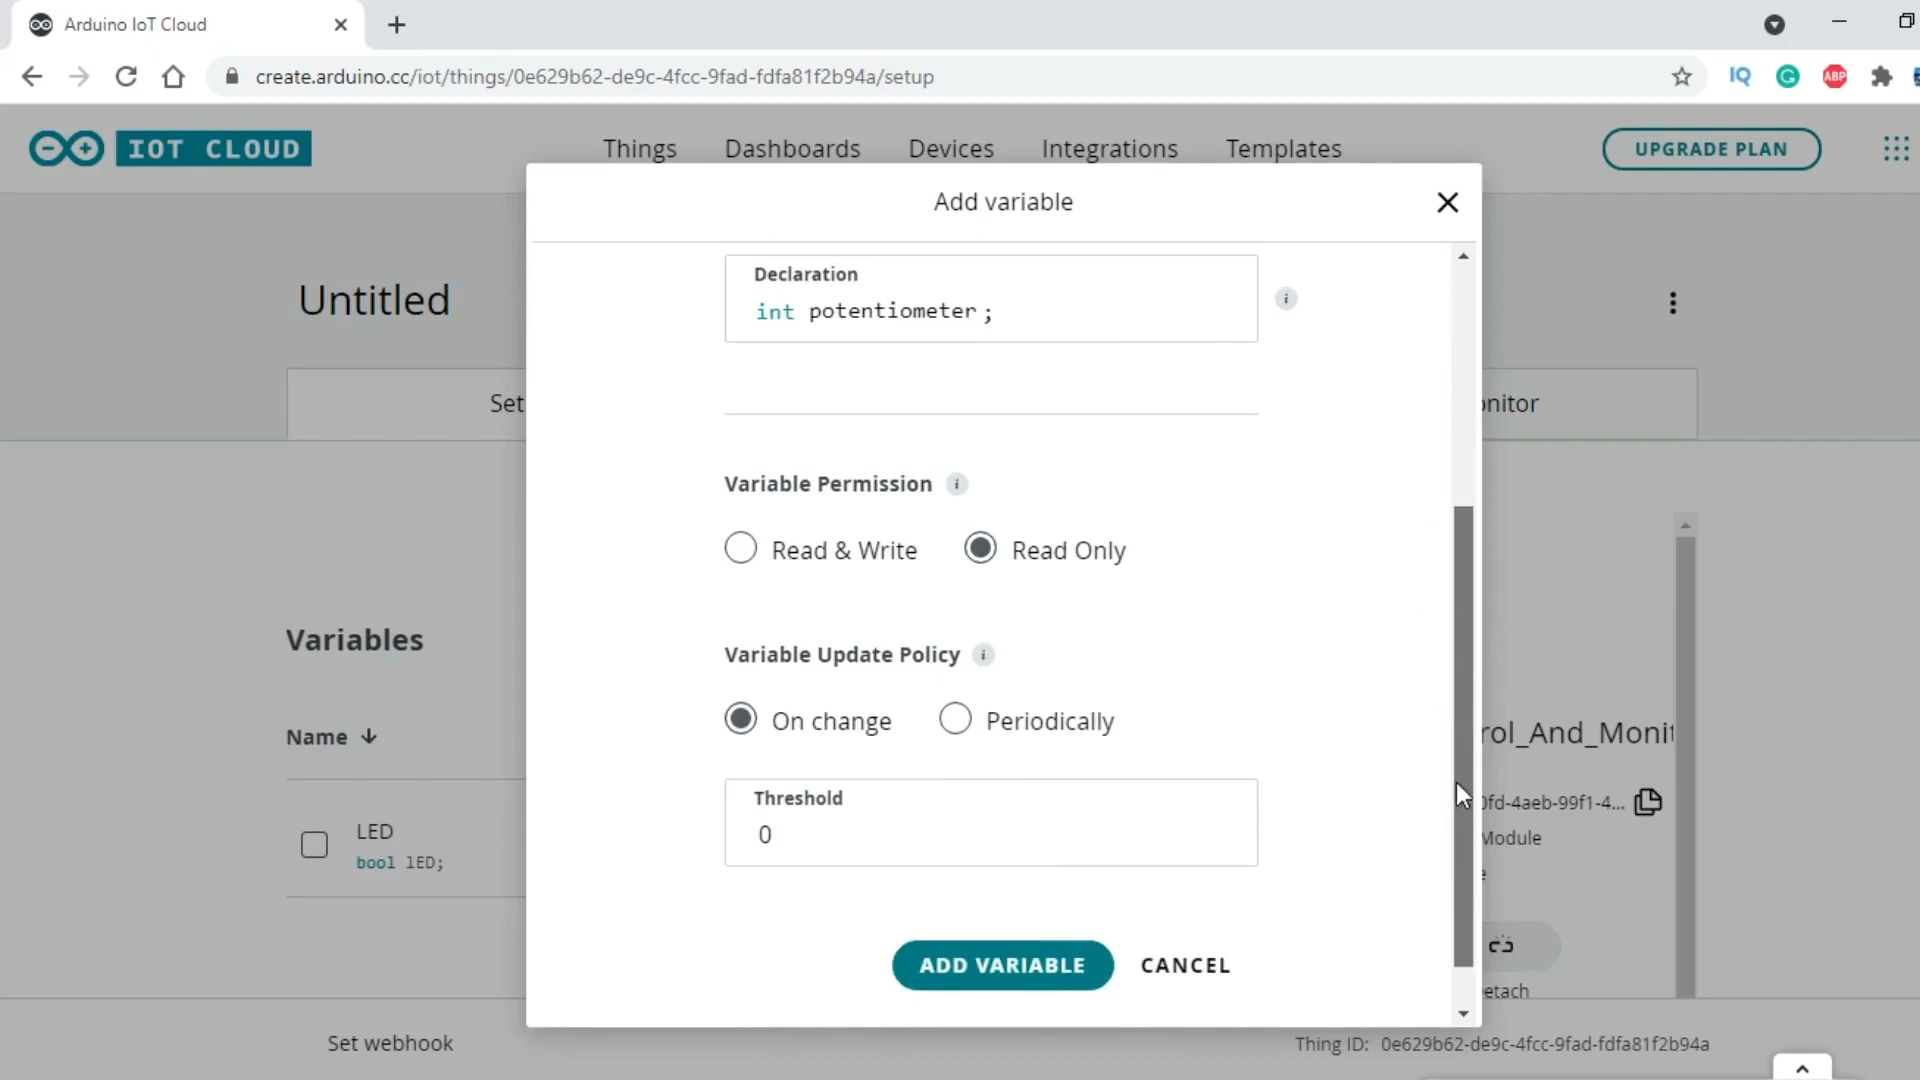 Arduino IoT Cloud
create.arduino.cc/iot/things/0e629b62-de9c-4fcc-9fad-fdfa81f2b94a/setup
IQ
ABP
IOT CLOUD
Things
Dashboards
Devices
Integrations
Templates
UPGRADE PLAN
Add variable
Untitled
Declaration
int potentiometer ;
Set
onitor
Variable Permission
Read & Write
Read Only
Variables
Variable Update Policy
On change
Periodically
Name
rol_And_Monit
Threshold
0
LED
bool lED;
0fd-4aeb-99f1-4...
Module
e
ADD VARIABLE
CANCEL
etach
Set webhook
Thing ID: 0e629b62-de9c-4fcc-9fad-fdfa81f2b94a